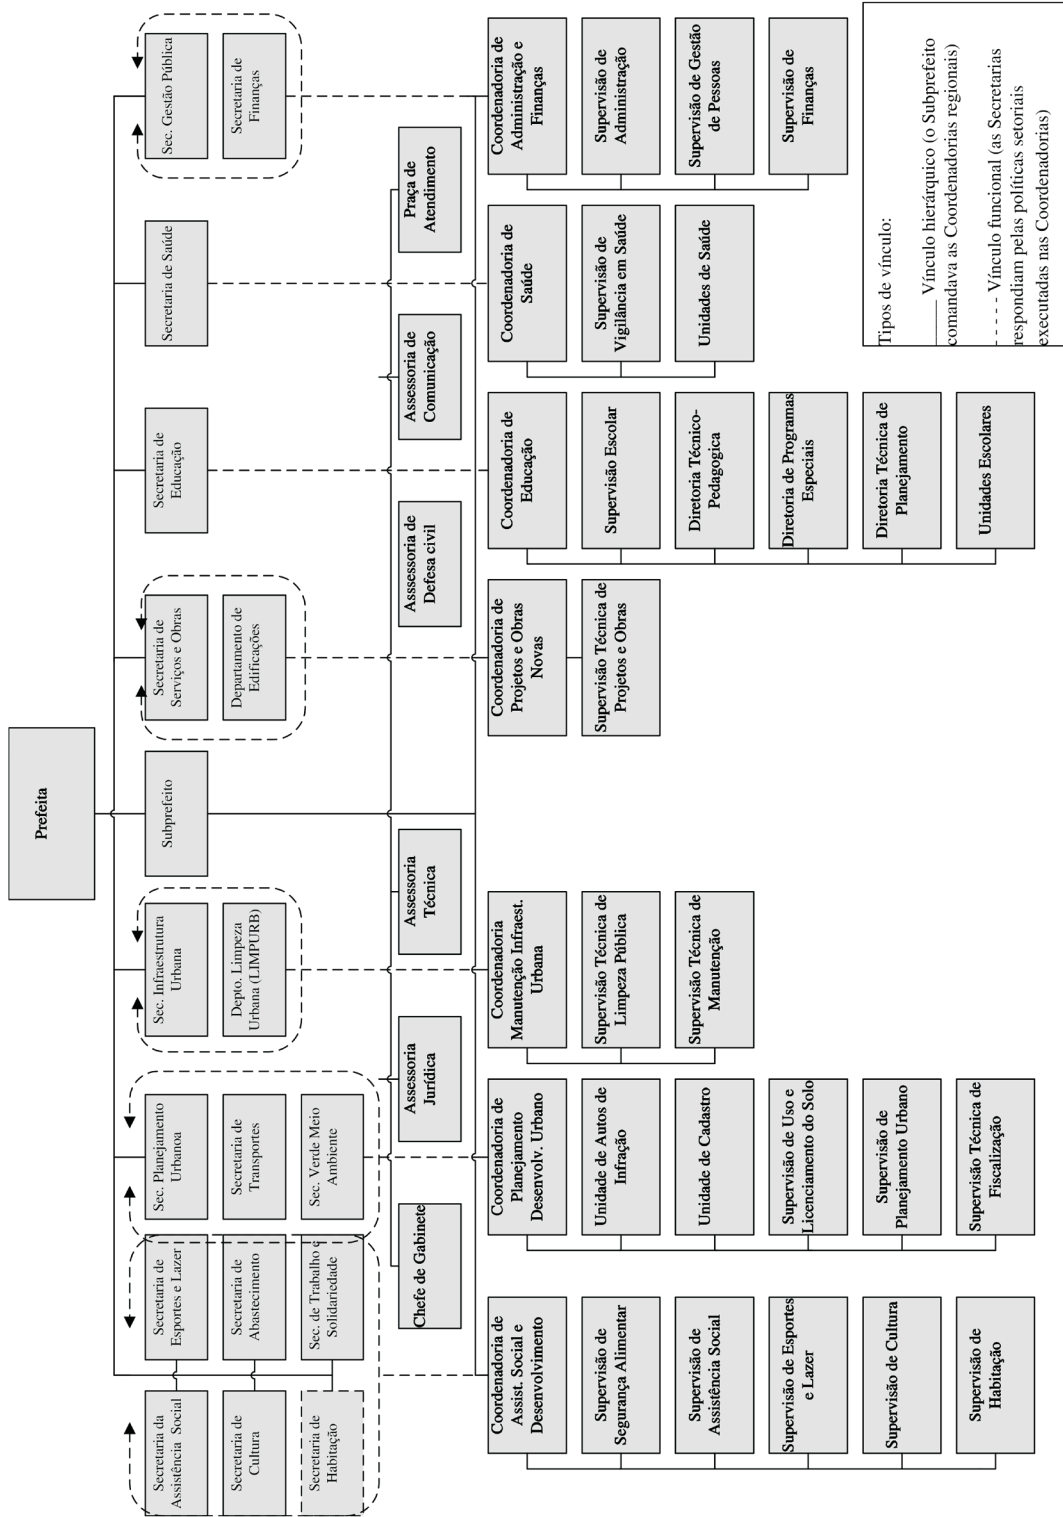 Prefeita
Secretaria da
Assistência Social
Secretaria de
Cultura
Secretaria de
Habitação
Secretaria de
Esportes e Lazer
Secretaria de
Abastecimento
Sec. de Trabalho e
Solidariedade
Sec. Planejamento
Urbanoa
Secretaria de
Transportes
Sec. Verde Meio
Ambiente
Sec. Infraestrutura
Urbana
Depto. Limpeza
Urbana (LIMPURB)
Subprefeito
Secretaria de
Serviços e Obras
Departamento de
Edificações
Secretaria de
Educação
Secretaria de Saúde
Sec. Gestão Pública
Secretaria de
Finanças
Chefe de Gabinete
Assessoria
Jurídica
Assessoria
Técnica
Asssessoria de
Defesa civil
Assessoria de
Comunicação
Praça de
Atendimento
Coordenadoria de
Assist. Social e
Desenvolvimento
Supervisão de
Segurança Alimentar
Supervisão de
Assistência Social
Supervisão de Esportes
e Lazer
Supervisão de Cultura
Supervisão de
Habitação
Coordenadoria de
Planejamento
Desenvolv. Urbano
Unidade de Autos de
Infração
Unidade de Cadastro
Supervisão de Uso e
Licenciamento do Solo
Supervisão de
Planejamento Urbano
Supervisão Técnica de
Fiscalização
Coordenadoria
Manutenção Infraest.
Urbana
Supervisão Técnica de
Limpeza Pública
Supervisão Técnica de
Manutenção
Coordenadoria de
Projetos e Obras
Novas
Supervisão Técnica de
Projetos e Obras
Coordenadoria de
Educação
Supervisão Escolar
Diretoria Técnico-
Pedagogica
Diretoria de Programas
Especiais
Diretoria Técnica de
Planejamento
Unidades Escolares
Coordenadoria de
Saúde
Supervisão de
Vigilância em Saúde
Unidades de Saúde
Coordenadoria de
Administração e
Finanças
Supervisão de
Administração
Supervisão de Gestão
de Pessoas
Supervisão de
Finanças
Tipos de vínculo:
____ Vínculo hierárquico (o Subprefeito
comandava as Coordenadorias regionais)
- - - - - Vínculo funcional (as Secretarias
respondiam pelas políticas setoriais
executadas nas Coordenadorias)